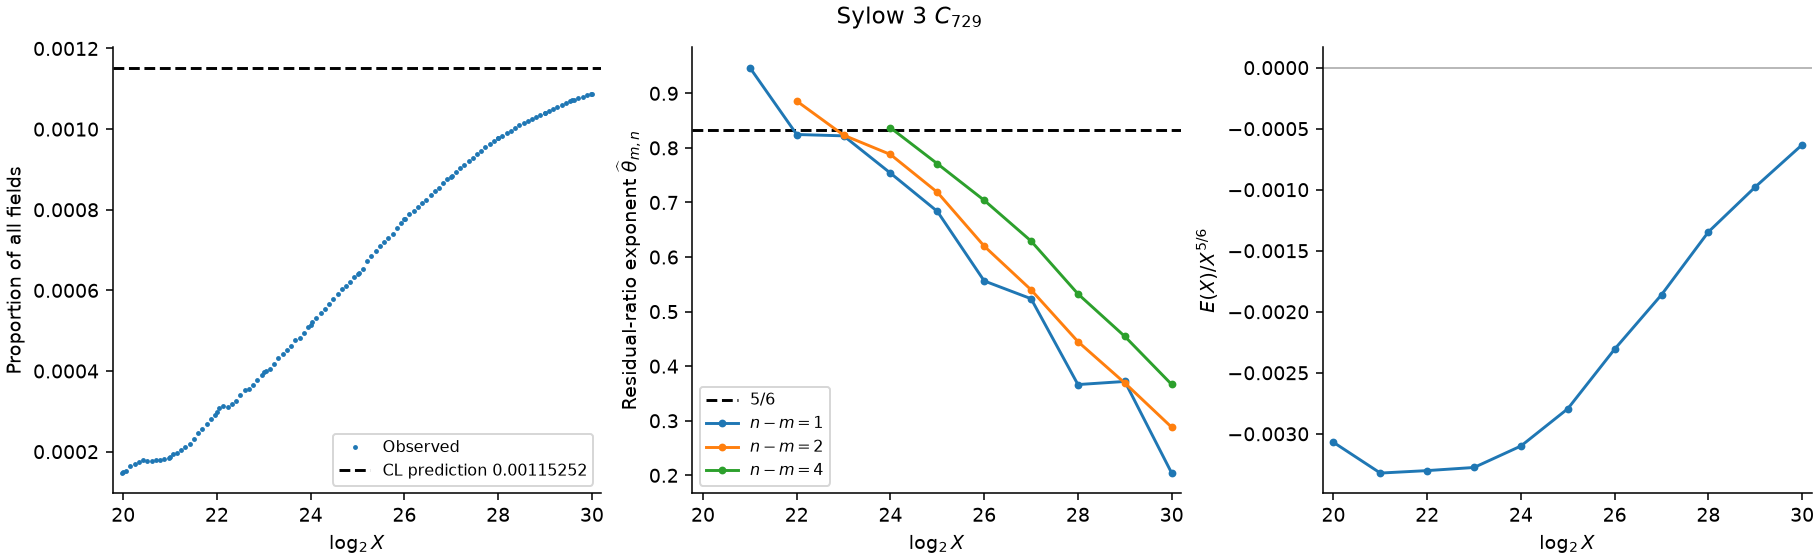 Sylow 3 C₇₂₉
Proportion of all fields
0.0012
0.0010
0.0008
0.0006
0.0004
0.0002
Observed
CL prediction 0.00115252
20 22 24 26 28 30
log₂ X
Residual-ratio exponent θ̂ₘ,ₙ
0.9
0.8
0.7
0.6
0.5
0.4
0.3
0.2
5/6
n − m = 1
n − m = 2
n − m = 4
20 22 24 26 28 30
log₂ X
E(X)/X^{5/6}
0.0000
−0.0005
−0.0010
−0.0015
−0.0020
−0.0025
−0.0030
20 22 24 26 28 30
log₂ X